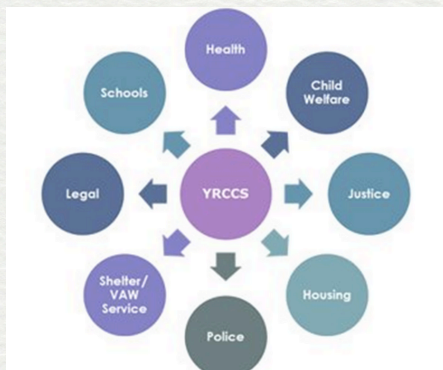 Health
Schools
Child
Welfare
Legal
YRCCS
Justice
Shelter/
VAW
Service
Housing
Police